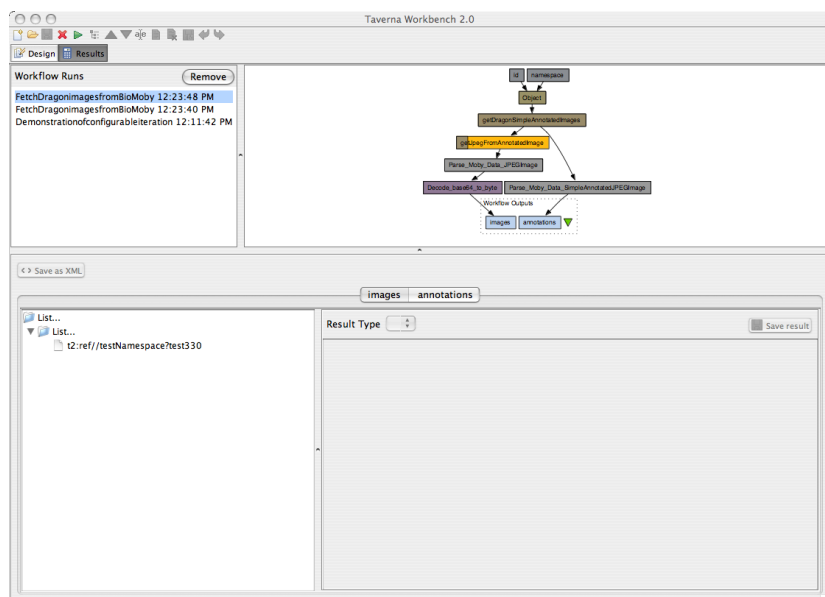 Taverna Workbench 2.0
Design Results
Workflow Runs Remove
FetchDragonimagesfromBioMoby 12:23:48 PM
FetchDragonimagesfromBioMoby 12:23:40 PM
Demonstrationofconfigurableiteration 12:11:42 PM
id namespace
Object
getDragonSimpleAnnotatedImages
getJpegFromAnnotatedImage
Parse_Moby_Data_JPEGImage
Decode_base64_to_byte Parse_Moby_Data_SimpleAnnotatedJPEGImage
Workflow Outputs
images annotations
Save as XML
images annotations
List...
List...
t2:ref//testNamespace?test330
Result Type
Save result